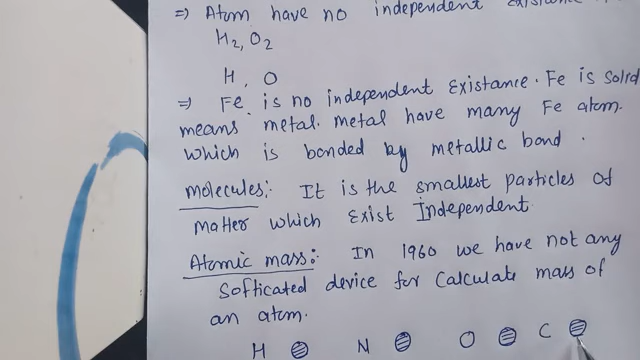 ⇒ Atom have no independent existance
H₂, O₂
H, O
⇒ Fe is no independent Existance. Fe is solid
means metal. metal have many Fe atom.
which is bonded by metallic bond.
molecules:- It is the smallest particles of
matter which Exist Independent
Atomic mass:- In 1960 we have not any
Sofficated device for Calculate mass of
an atom.
H N O C